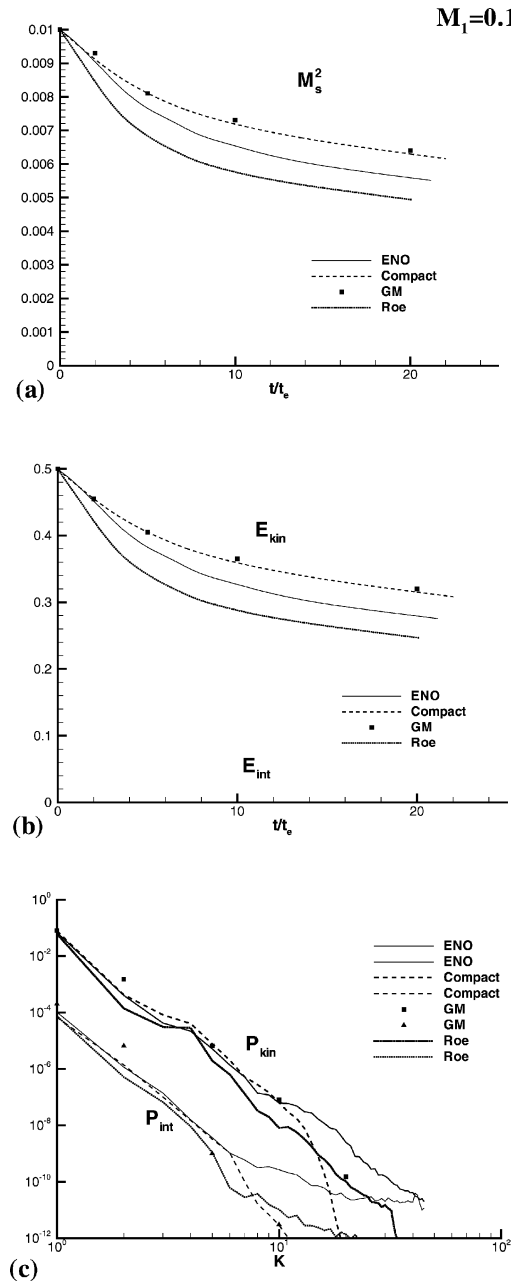 M1=0.1
0.01
0.009
0.008
0.007
0.006
0.005
0.004
0.003
0.002
0.001
0
M_s^2
ENO
Compact
GM
Roe
0 10 20
t/t_e
(a)
0.5
0.4
0.3
0.2
0.1
0
E_kin
ENO
Compact
GM
Roe
E_int
0 10 20
t/t_e
(b)
10^0
10^-2
10^-4
10^-6
10^-8
10^-10
10^-12
ENO
ENO
Compact
Compact
GM
GM
Roe
Roe
P_kin
P_int
10^0 10^1 10^2
K
(c)